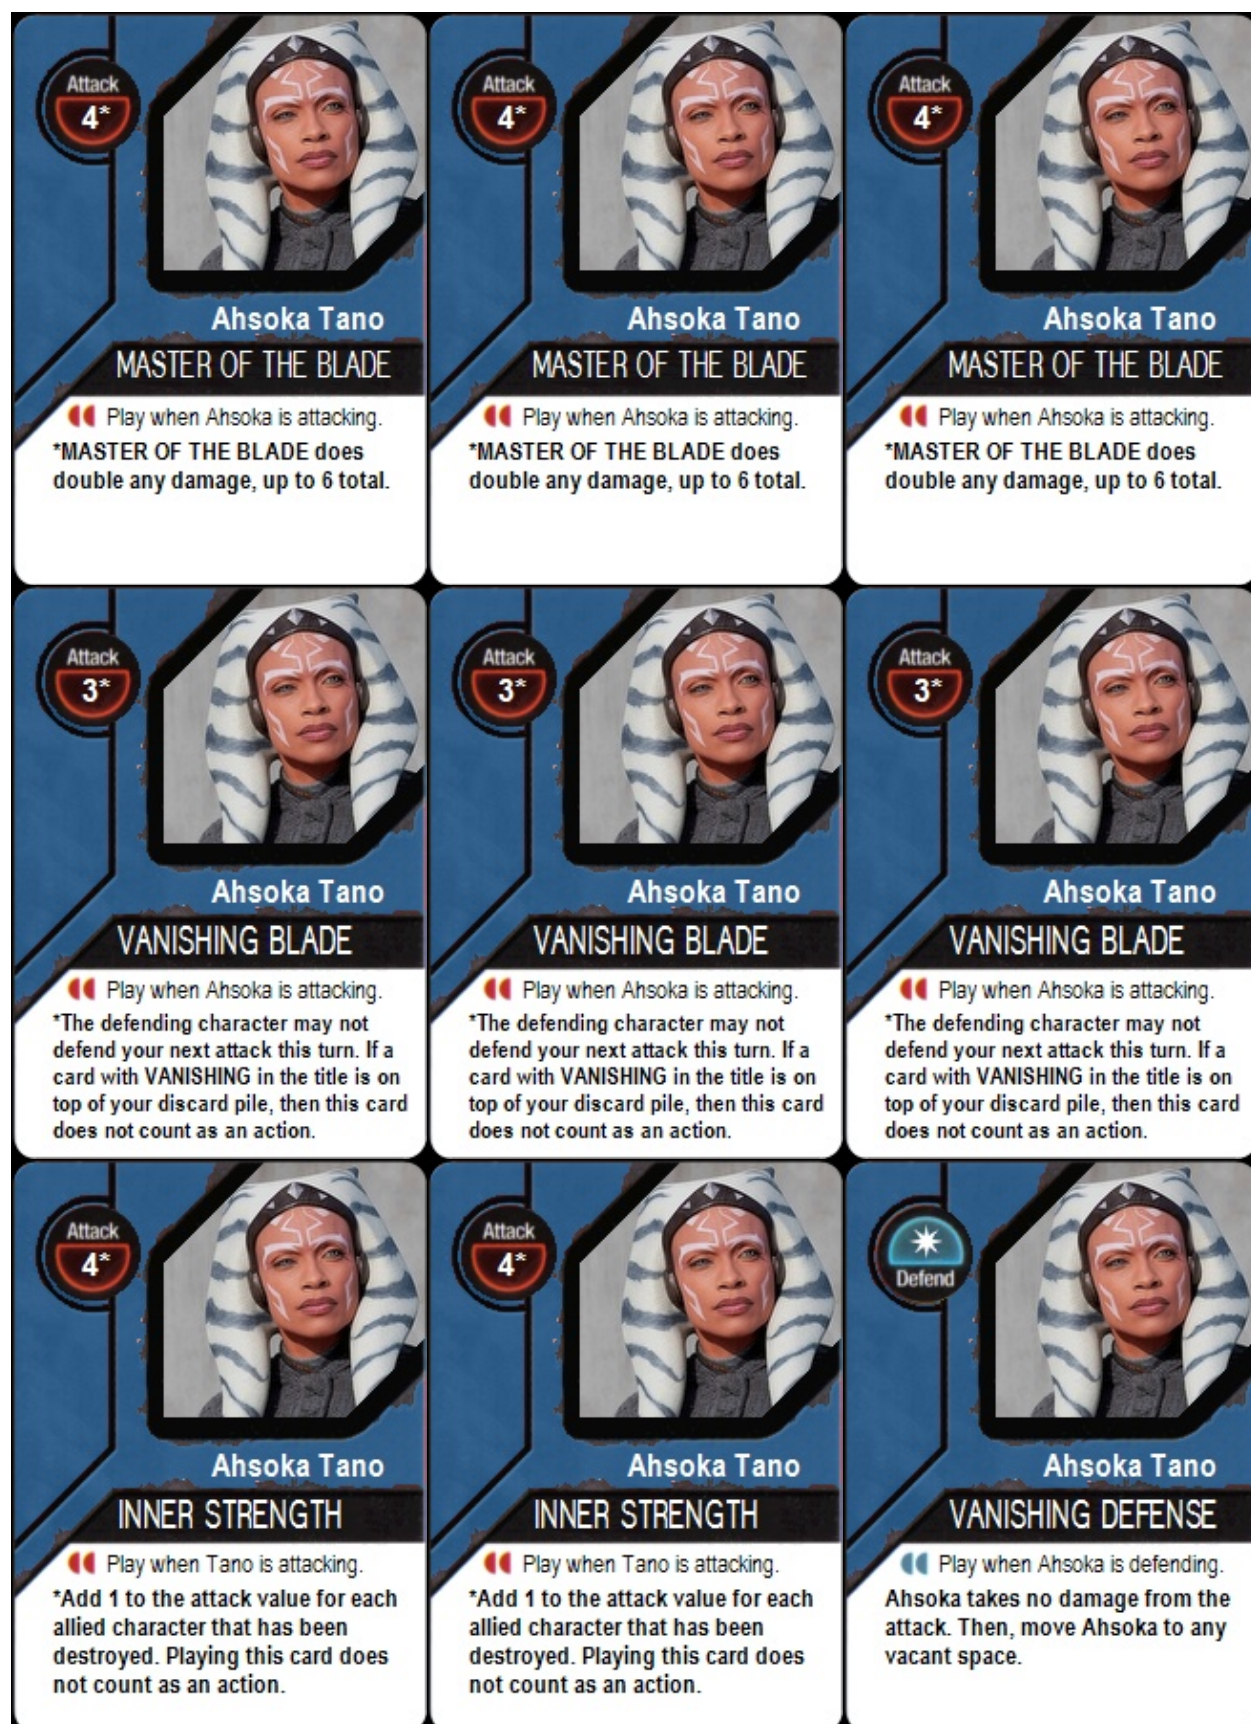 Attack
4*
Ahsoka Tano
MASTER OF THE BLADE
Play when Ahsoka is attacking.
*MASTER OF THE BLADE does
double any damage, up to 6 total.
Attack
4*
Ahsoka Tano
MASTER OF THE BLADE
Play when Ahsoka is attacking.
*MASTER OF THE BLADE does
double any damage, up to 6 total.
Attack
4*
Ahsoka Tano
MASTER OF THE BLADE
Play when Ahsoka is attacking.
*MASTER OF THE BLADE does
double any damage, up to 6 total.
Attack
3*
Ahsoka Tano
VANISHING BLADE
Play when Ahsoka is attacking.
*The defending character may not
defend your next attack this turn. If a
card with VANISHING in the title is on
top of your discard pile, then this card
does not count as an action.
Attack
3*
Ahsoka Tano
VANISHING BLADE
Play when Ahsoka is attacking.
*The defending character may not
defend your next attack this turn. If a
card with VANISHING in the title is on
top of your discard pile, then this card
does not count as an action.
Attack
3*
Ahsoka Tano
VANISHING BLADE
Play when Ahsoka is attacking.
*The defending character may not
defend your next attack this turn. If a
card with VANISHING in the title is on
top of your discard pile, then this card
does not count as an action.
Attack
4*
Ahsoka Tano
INNER STRENGTH
Play when Tano is attacking.
*Add 1 to the attack value for each
allied character that has been
destroyed. Playing this card does
not count as an action.
Attack
4*
Ahsoka Tano
INNER STRENGTH
Play when Tano is attacking.
*Add 1 to the attack value for each
allied character that has been
destroyed. Playing this card does
not count as an action.
Defend
Ahsoka Tano
VANISHING DEFENSE
Play when Ahsoka is defending.
Ahsoka takes no damage from the
attack. Then, move Ahsoka to any
vacant space.